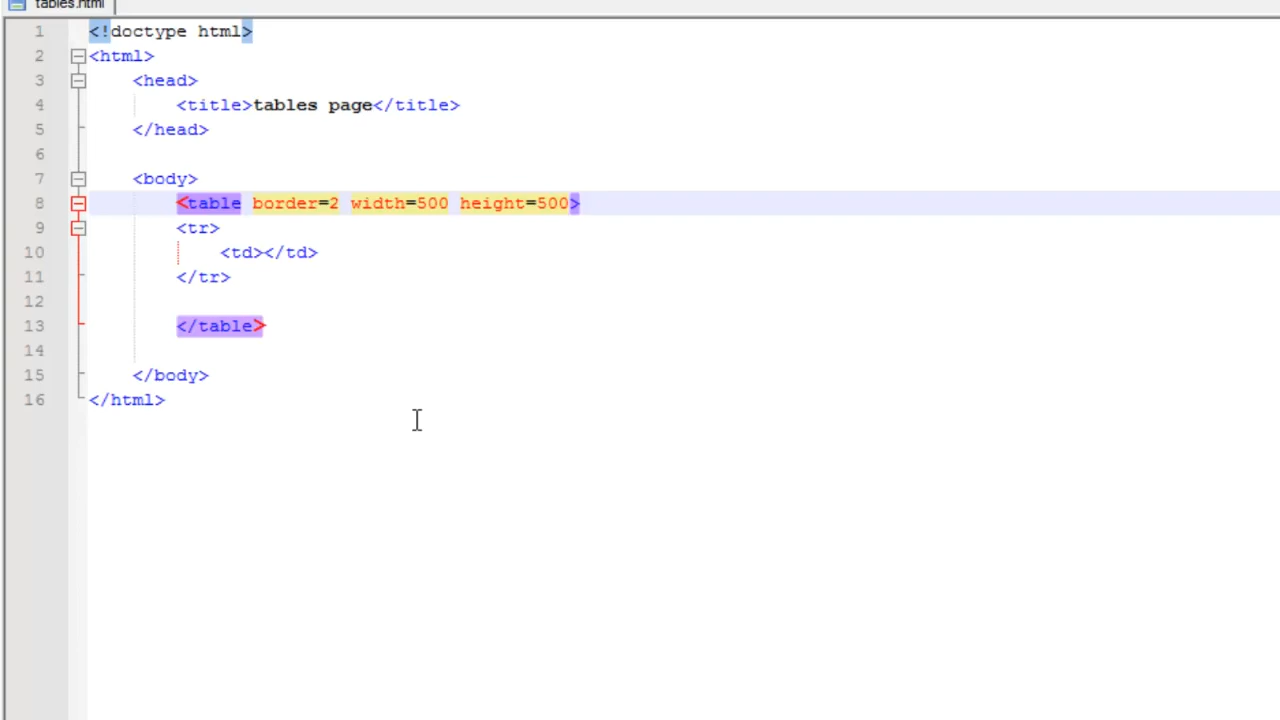 tables.html
1 <!doctype html>
2 <html>
3 <head>
4 <title>tables page</title>
5 </head>
6
7 <body>
8 <table border=2 width=500 height=500>
9 <tr>
10 <td></td>
11 </tr>
12
13 </table>
14
15 </body>
16 </html>